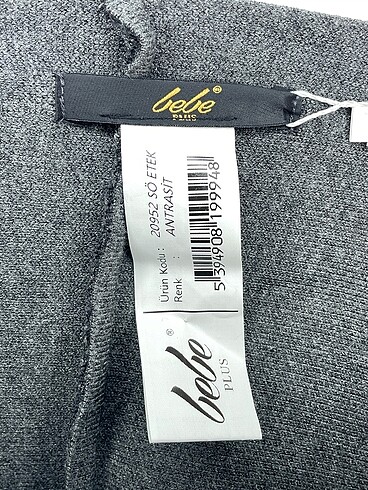 bebe®
PLUS
Ürün Kodu : 20952 SÖ ETEK
Renk : ANTRASİT
5394908199948
bebe®
PLUS